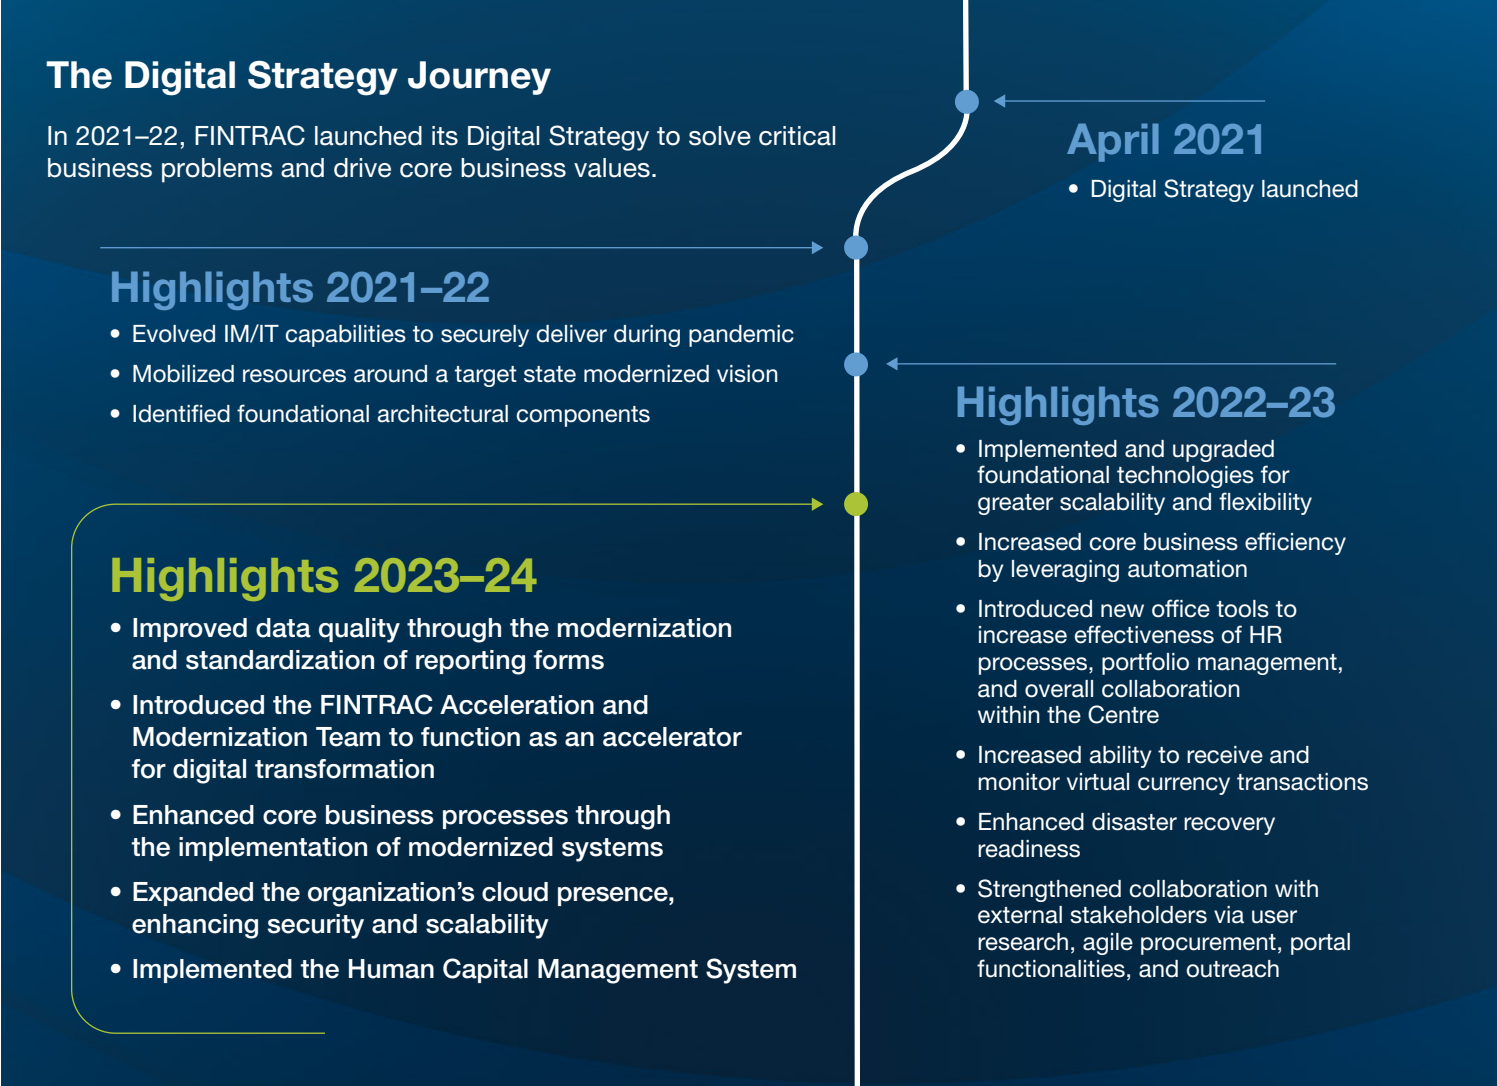 The Digital Strategy Journey
In 2021–22, FINTRAC launched its Digital Strategy to solve critical
business problems and drive core business values.
April 2021
• Digital Strategy launched
Highlights 2021–22
• Evolved IM/IT capabilities to securely deliver during pandemic
• Mobilized resources around a target state modernized vision
• Identified foundational architectural components
Highlights 2022–23
• Implemented and upgraded
foundational technologies for
greater scalability and flexibility
• Increased core business efficiency
by leveraging automation
• Introduced new office tools to
increase effectiveness of HR
processes, portfolio management,
and overall collaboration
within the Centre
• Increased ability to receive and
monitor virtual currency transactions
• Enhanced disaster recovery
readiness
• Strengthened collaboration with
external stakeholders via user
research, agile procurement, portal
functionalities, and outreach
Highlights 2023–24
• Improved data quality through the modernization
and standardization of reporting forms
• Introduced the FINTRAC Acceleration and
Modernization Team to function as an accelerator
for digital transformation
• Enhanced core business processes through
the implementation of modernized systems
• Expanded the organization’s cloud presence,
enhancing security and scalability
• Implemented the Human Capital Management System